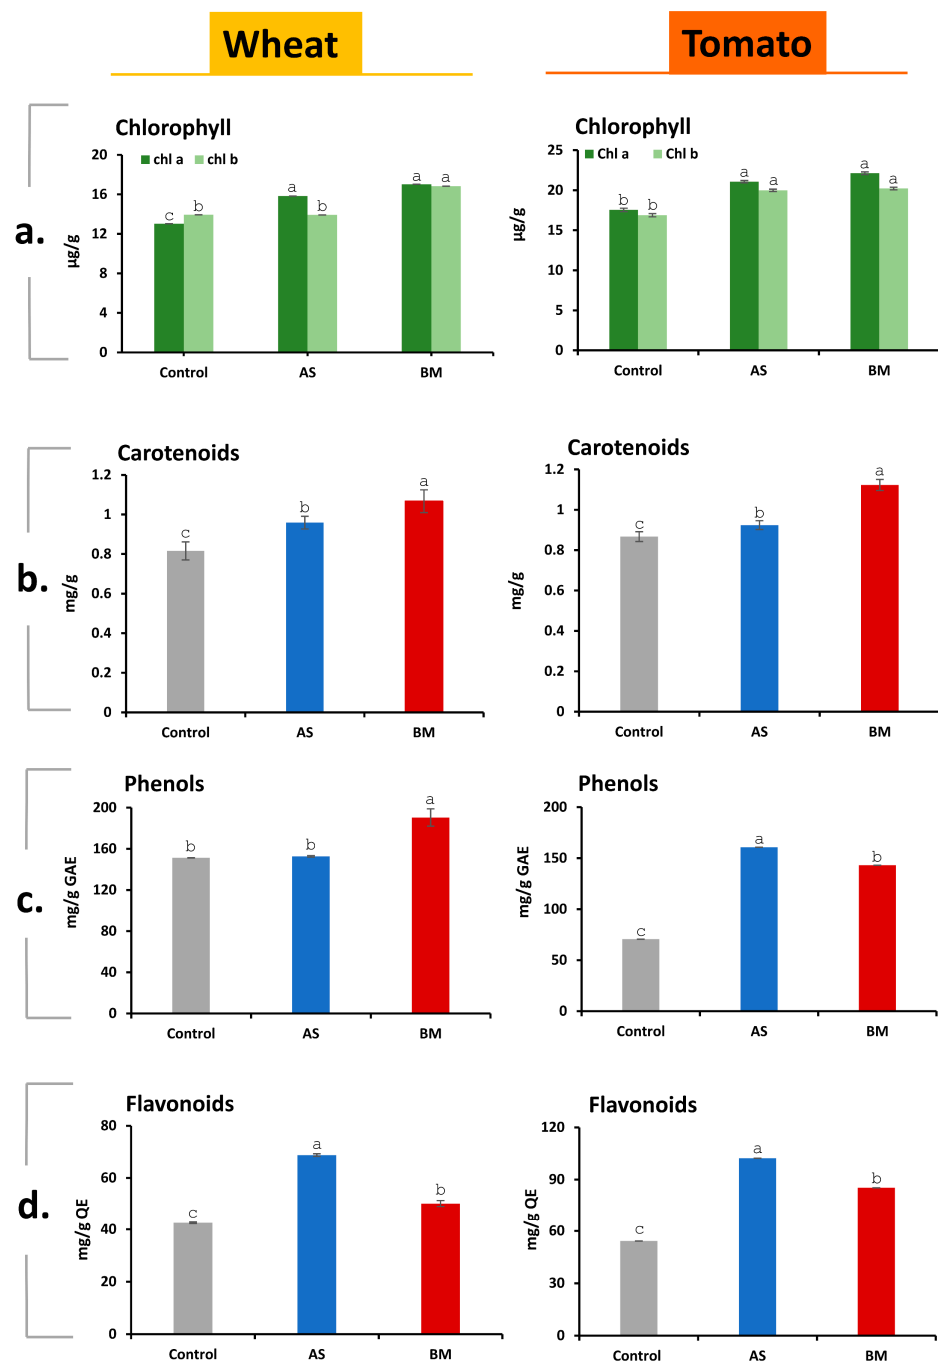 Wheat
Tomato
a.
Chlorophyll
chl a
chl b
20
16
12
8
4
0
µg/g
c
b
a
b
a
a
Control
AS
BM
Chlorophyll
Chl a
Chl b
25
20
15
10
5
0
µg/g
b
b
a
a
a
a
Control
AS
BM
b.
Carotenoids
1.2
1
0.8
0.6
0.4
0.2
0
mg/g
c
b
a
Control
AS
BM
Carotenoids
1.2
1
0.8
0.6
0.4
0.2
0
mg/g
c
b
a
Control
AS
BM
c.
Phenols
200
160
120
80
40
0
mg/g GAE
b
b
a
Control
AS
BM
Phenols
200
150
100
50
0
mg/g GAE
c
a
b
Control
AS
BM
d.
Flavonoids
80
60
40
20
0
mg/g QE
c
a
b
Control
AS
BM
Flavonoids
120
90
60
30
0
mg/g QE
c
a
b
Control
AS
BM